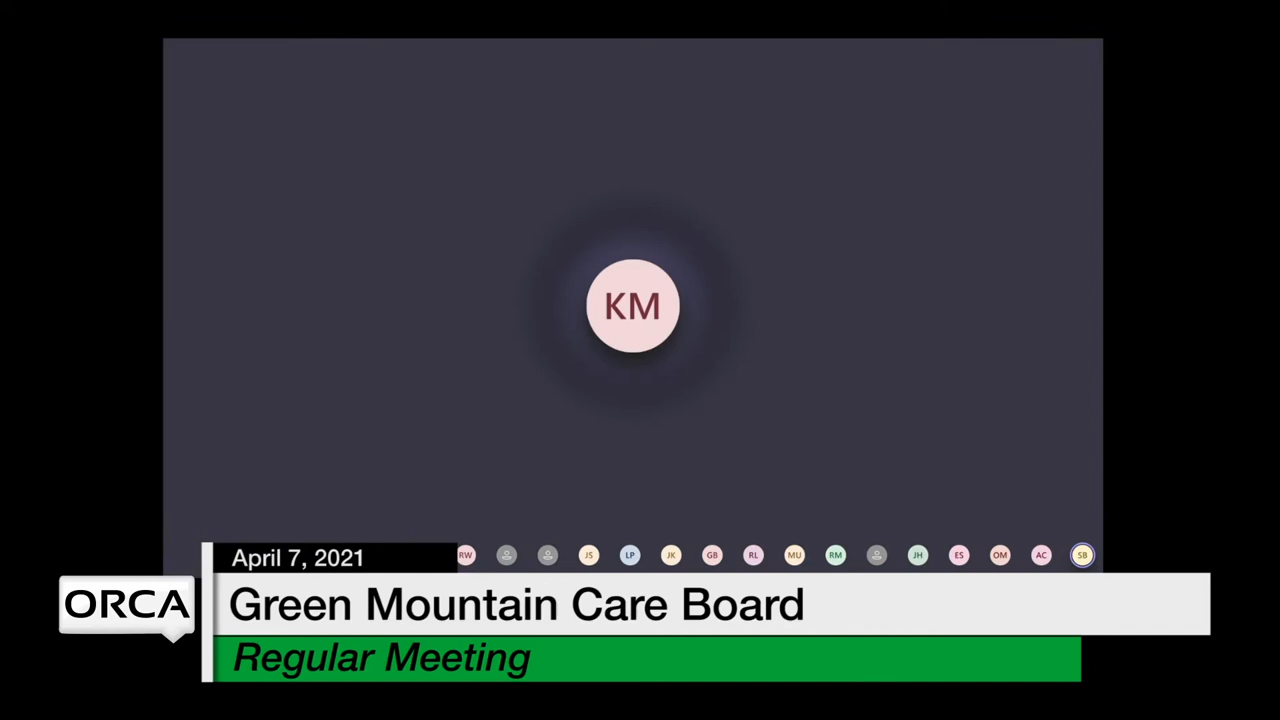 KM
RW JS LP JK GB RL MU RM JH ES OM AC SB
April 7, 2021
ORCA
Green Mountain Care Board
Regular Meeting